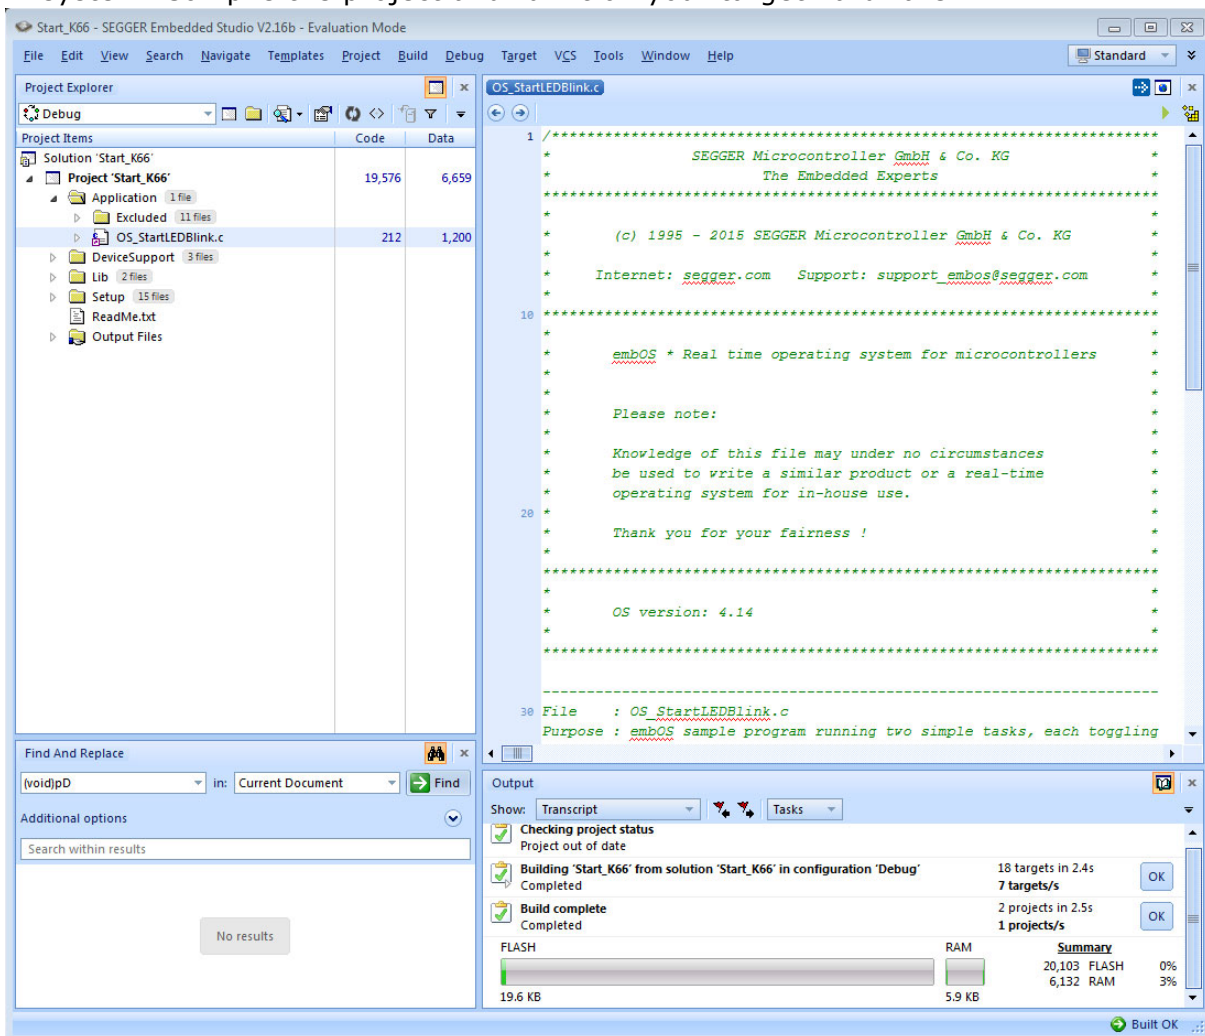 Start_K66 - SEGGER Embedded Studio V2.16b - Evaluation Mode
File Edit View Search Navigate Templates Project Build Debug Target VCS Tools Window Help Standard
Project Explorer
Debug
Project Items Code Data
Solution 'Start_K66'
Project 'Start_K66' 19,576 6,659
Application 1 file
Excluded 11 files
OS_StartLEDBlink.c 212 1,200
DeviceSupport 3 files
Lib 2 files
Setup 15 files
ReadMe.txt
Output Files
Find And Replace
(void)pD in: Current Document Find
Additional options
Search within results
No results
OS_StartLEDBlink.c
1 /*********************************************************************
* SEGGER Microcontroller GmbH & Co. KG *
* The Embedded Experts *
**********************************************************************
* *
* (c) 1995 - 2015 SEGGER Microcontroller GmbH & Co. KG *
* *
* Internet: segger.com Support: support_embos@segger.com *
* *
10 **********************************************************************
* *
* embOS * Real time operating system for microcontrollers *
* *
* *
* Please note: *
* *
* Knowledge of this file may under no circumstances *
* be used to write a similar product or a real-time *
* operating system for in-house use. *
20 * *
* Thank you for your fairness ! *
* *
**********************************************************************
* *
* OS version: 4.14 *
* *
**********************************************************************
----------------------------------------------------------------------
30 File : OS_StartLEDBlink.c
Purpose : embOS sample program running two simple tasks, each toggling
Output
Show: Transcript Tasks
Checking project status
Project out of date
Building 'Start_K66' from solution 'Start_K66' in configuration 'Debug' 18 targets in 2.4s OK
Completed 7 targets/s
Build complete 2 projects in 2.5s OK
Completed 1 projects/s
FLASH RAM Summary
20,103 FLASH 0%
6,132 RAM 3%
19.6 KB 5.9 KB
Built OK